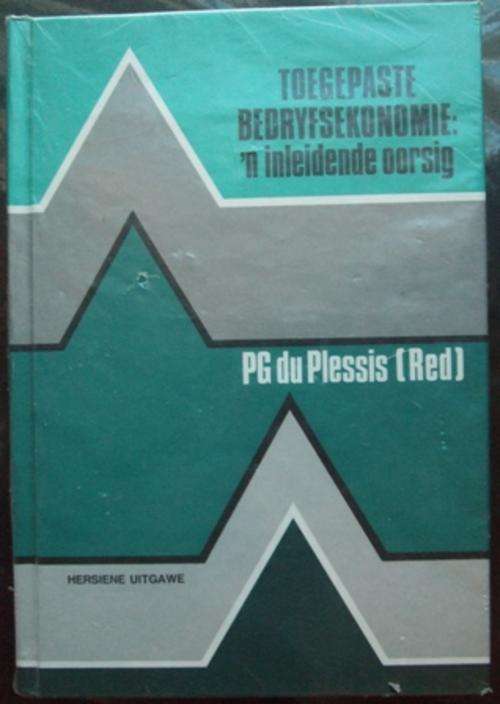 TOEGEPASTE
BEDRYFSEKONOMIE:
'n inleidende oorsig
PG du Plessis (Red)
HERSIENE UITGAWE